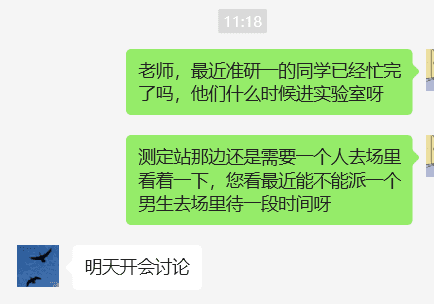 11:18
老师，最近准研一的同学已经忙完
了吗，他们什么时候进实验室呀
测定站那边还是需要一个人去场里
看着一下，您看最近能不能派一个
男生去场里待一段时间呀
明天开会讨论